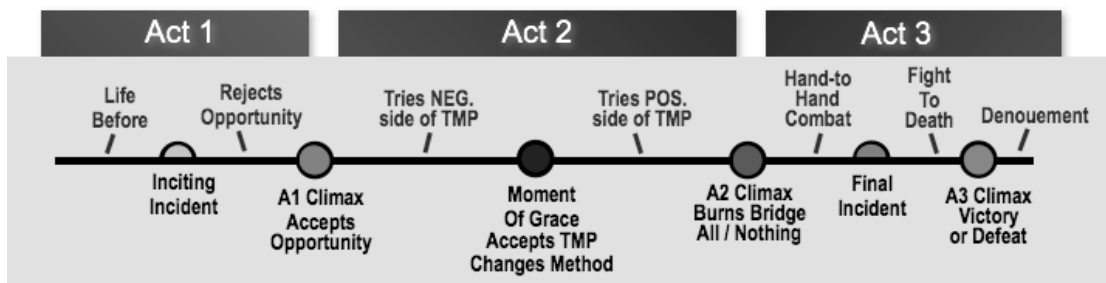 Act 1
Act 2
Act 3
Life
Before
Rejects
Opportunity
Tries NEG.
side of TMP
Tries POS.
side of TMP
Hand-to
Hand
Combat
Fight
To
Death
Denouement
Inciting
Incident
A1 Climax
Accepts
Opportunity
Moment
Of Grace
Accepts TMP
Changes Method
A2 Climax
Burns Bridge
All / Nothing
Final
Incident
A3 Climax
Victory
or Defeat